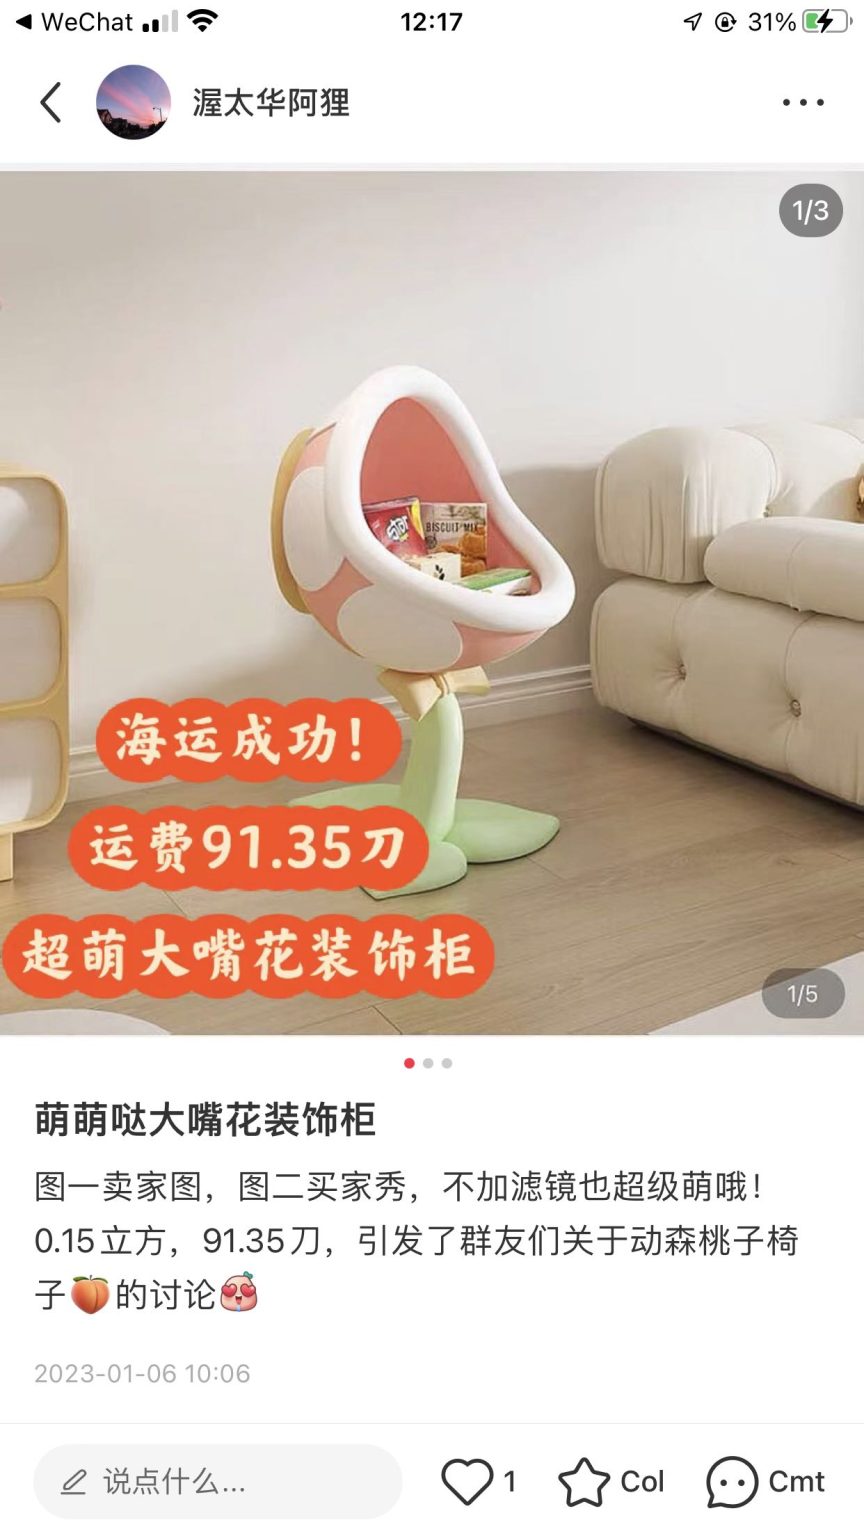 WeChat
12:17
31%
渥太华阿狸
1/3
BISCUIT MIX
海运成功！
运费91.35刀
超萌大嘴花装饰柜
1/5
萌萌哒大嘴花装饰柜
图一卖家图，图二买家秀，不加滤镜也超级萌哦！
0.15立方，91.35刀，引发了群友们关于动森桃子椅
子🍑的讨论
2023-01-06 10:06
说点什么...
1
Col
Cmt